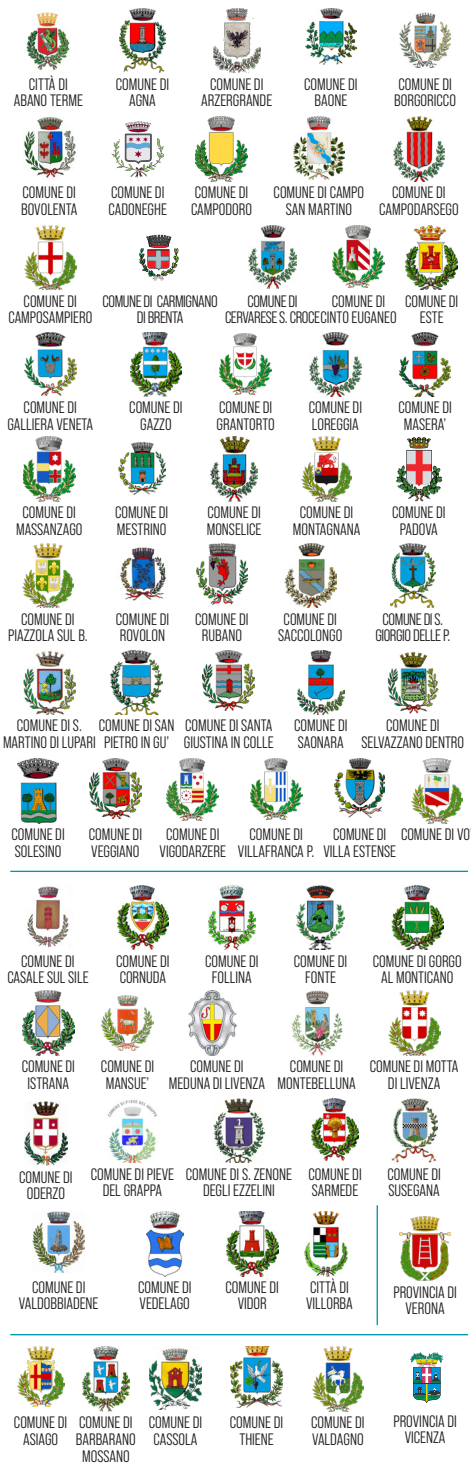 CITTÀ DI
ABANO TERME
COMUNE DI
AGNA
COMUNE DI
ARZERGRANDE
COMUNE DI
BAONE
COMUNE DI
BORGORICCO
COMUNE DI
BOVOLENTA
COMUNE DI
CADONEGHE
COMUNE DI
CAMPODORO
COMUNE DI CAMPO
SAN MARTINO
COMUNE DI
CAMPODARSEGO
COMUNE DI
CAMPOSAMPIERO
COMUNE DI CARMIGNANO
DI BRENTA
COMUNE DI
CERVARESE S. CROCE
COMUNE DI
CINTO EUGANEO
COMUNE DI
ESTE
COMUNE DI
GALLIERA VENETA
COMUNE DI
GAZZO
COMUNE DI
GRANTORTO
COMUNE DI
LOREGGIA
COMUNE DI
MASERA'
COMUNE DI
MASSANZAGO
COMUNE DI
MESTRINO
COMUNE DI
MONSELICE
COMUNE DI
MONTAGNANA
COMUNE DI
PADOVA
COMUNE DI
PIAZZOLA SUL B.
COMUNE DI
ROVOLON
COMUNE DI
RUBANO
COMUNE DI
SACCOLONGO
COMUNE DI S.
GIORGIO DELLE P.
COMUNE DI S.
MARTINO DI LUPARI
COMUNE DI SAN
PIETRO IN GU'
COMUNE DI SANTA
GIUSTINA IN COLLE
COMUNE DI
SAONARA
COMUNE DI
SELVAZZANO DENTRO
COMUNE DI
SOLESINO
COMUNE DI
VEGGIANO
COMUNE DI
VIGODARZERE
COMUNE DI
VILLAFRANCA P.
COMUNE DI
VILLA ESTENSE
COMUNE DI VO'
COMUNE DI
CASALE SUL SILE
COMUNE DI
CORNUDA
COMUNE DI
FOLLINA
COMUNE DI
FONTE
COMUNE DI GORGO
AL MONTICANO
COMUNE DI
ISTRANA
COMUNE DI
MANSUE'
COMUNE DI
MEDUNA DI LIVENZA
COMUNE DI
MONTEBELLUNA
COMUNE DI MOTTA
DI LIVENZA
COMUNE DI
ODERZO
COMUNE DI PIEVE DEL GRAPPA
COMUNE DI PIEVE
DEL GRAPPA
COMUNE DI S. ZENONE
DEGLI EZZELINI
COMUNE DI
SARMEDE
COMUNE DI
SUSEGANA
COMUNE DI
VALDOBBIADENE
COMUNE DI
VEDELAGO
COMUNE DI
VIDOR
CITTÀ DI
VILLORBA
PROVINCIA DI
VERONA
COMUNE DI
ASIAGO
COMUNE DI
BARBARANO
MOSSANO
COMUNE DI
CASSOLA
COMUNE DI
THIENE
COMUNE DI
VALDAGNO
PROVINCIA DI
VICENZA